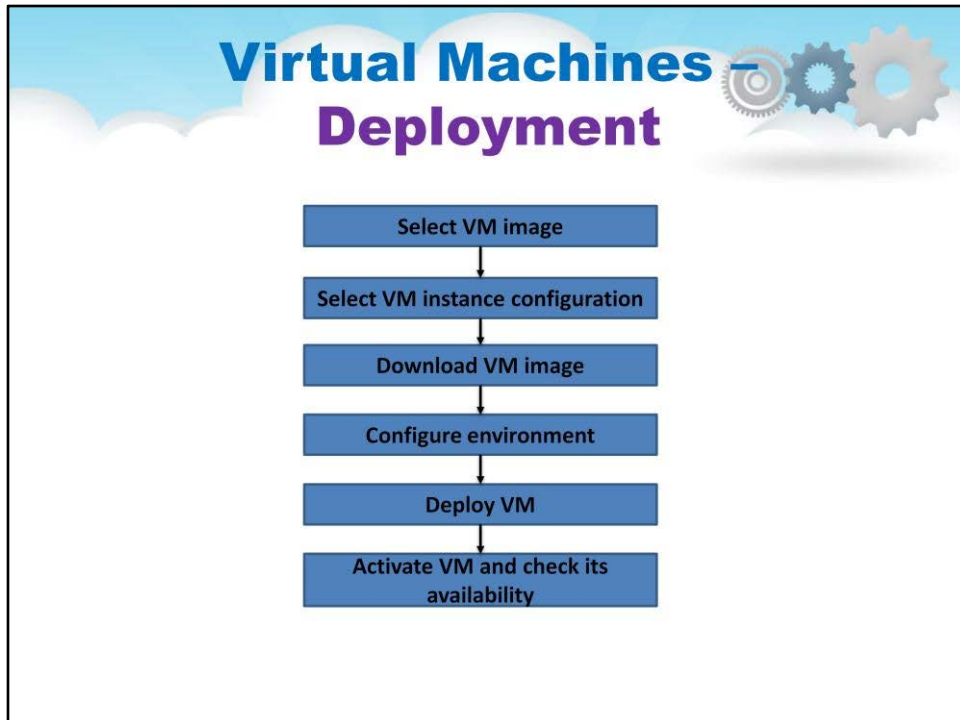 Virtual Machines –
Deployment
Select VM image
Select VM instance configuration
Download VM image
Configure environment
Deploy VM
Activate VM and check its
availability